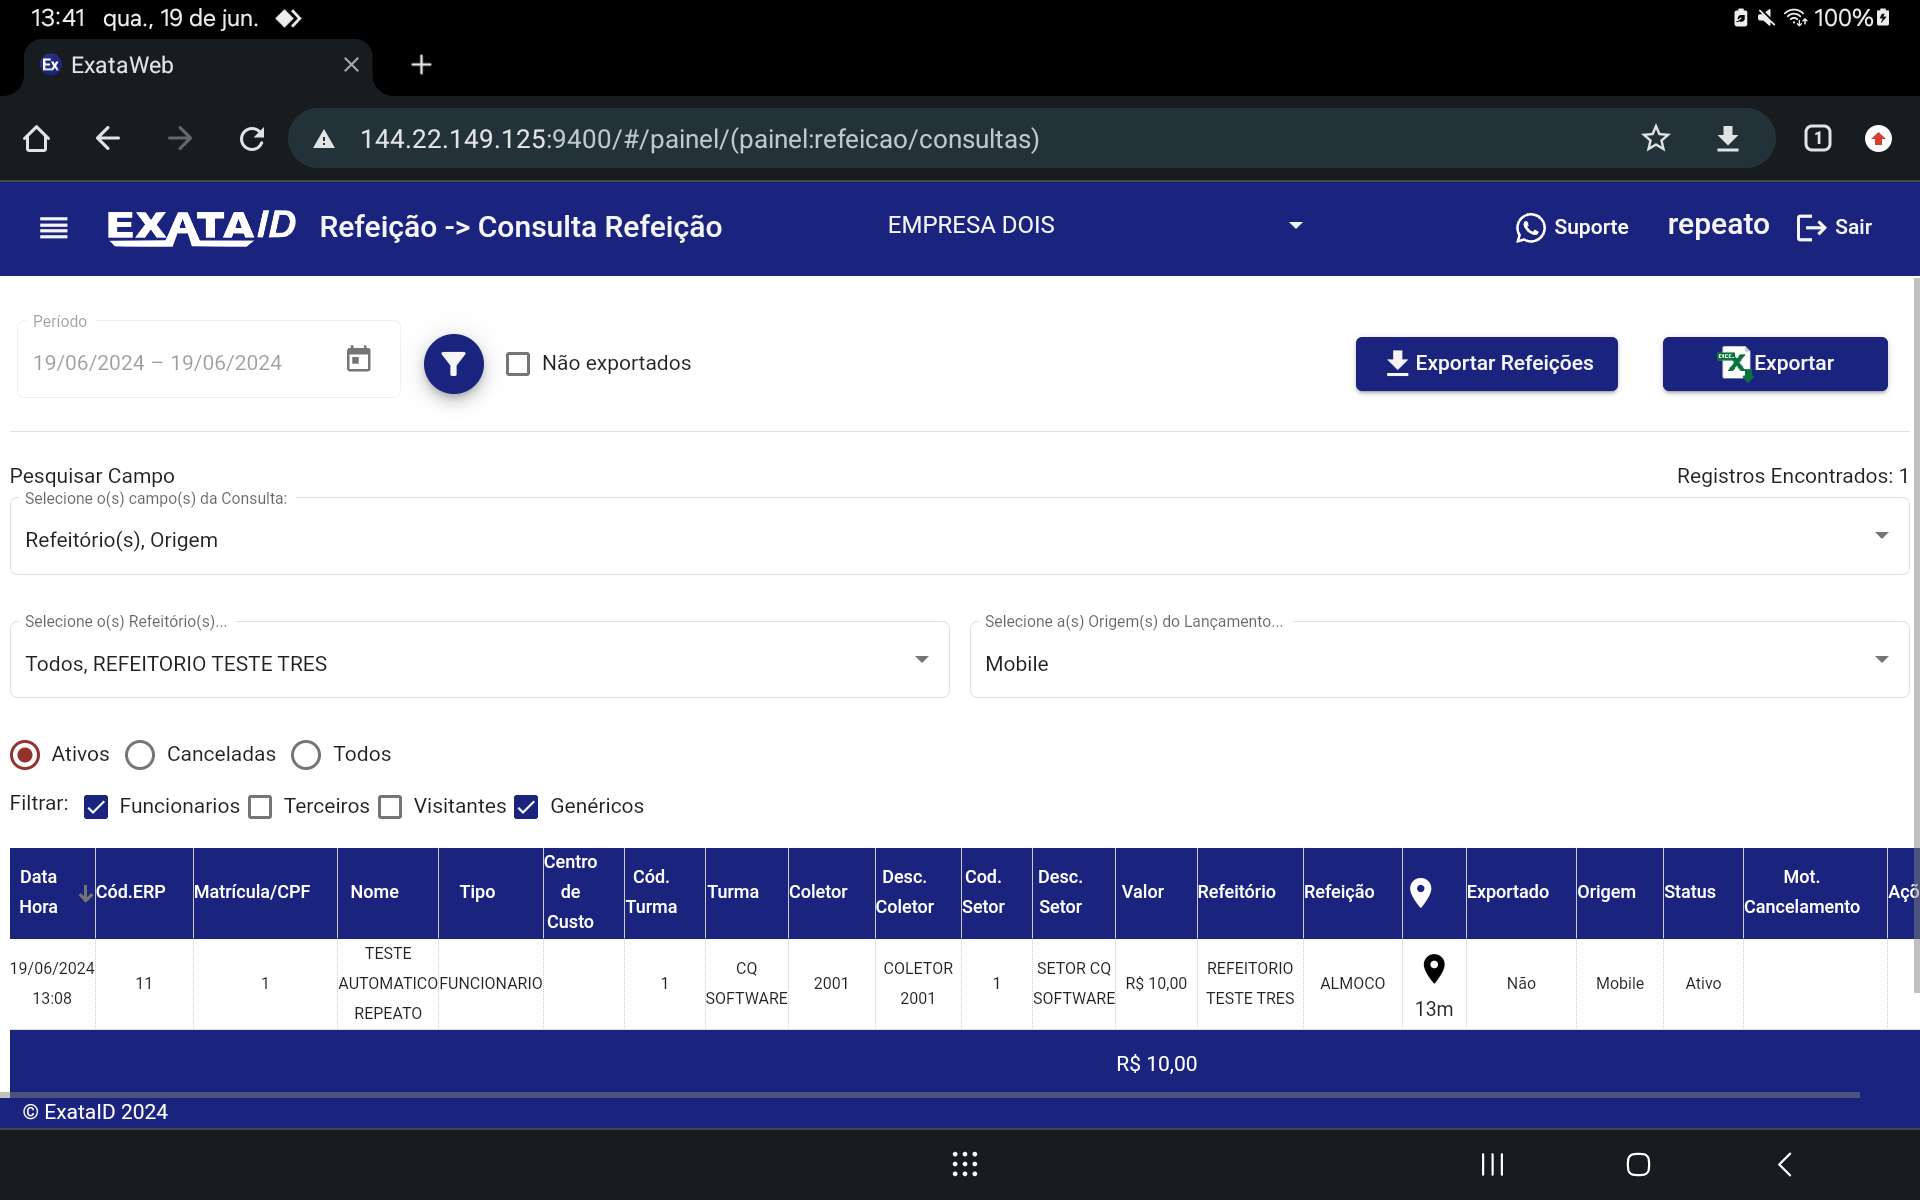 13:41 qua., 19 de jun. 100%
Ex ExataWeb
144.22.149.125:9400/#/painel/(painel:refeicao/consultas) 1
EXATAID Refeição -> Consulta Refeição EMPRESA DOIS Suporte repeato Sair
Período
19/06/2024 – 19/06/2024 Não exportados Exportar Refeições Exportar
Pesquisar Campo Registros Encontrados: 1
Selecione o(s) campo(s) da Consulta:
Refeitório(s), Origem
Selecione o(s) Refeitório(s)... Selecione a(s) Origem(s) do Lançamento...
Todos, REFEITORIO TESTE TRES Mobile
Ativos Canceladas Todos
Filtrar: Funcionarios Terceiros Visitantes Genéricos
Data Hora Cód.ERP Matrícula/CPF Nome Tipo Centro de Custo Cód. Turma Turma Coletor Desc. Coletor Cod. Setor Desc. Setor Valor Refeitório Refeição Exportado Origem Status Mot. Cancelamento Açõ
19/06/2024 13:08 11 1 TESTE AUTOMATICO REPEATO FUNCIONARIO 1 CQ SOFTWARE 2001 COLETOR 2001 1 SETOR CQ SOFTWARE R$ 10,00 REFEITORIO TESTE TRES ALMOCO 13m Não Mobile Ativo
R$ 10,00
© ExataID 2024